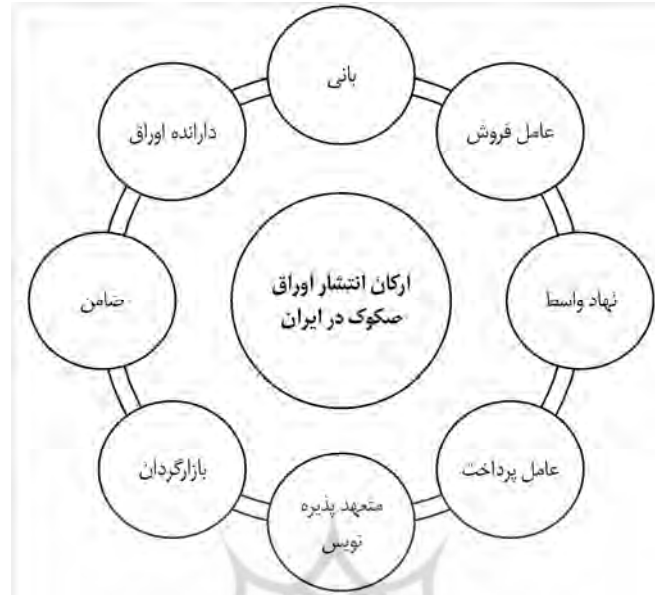 بانی
عامل فروش
دارانده اوراق
ارکان انتشار اوراق
صکوک در ایران
نهاد واسط
ضامن
عامل پرداخت
بازارگردان
متعهد پذیره
نویس